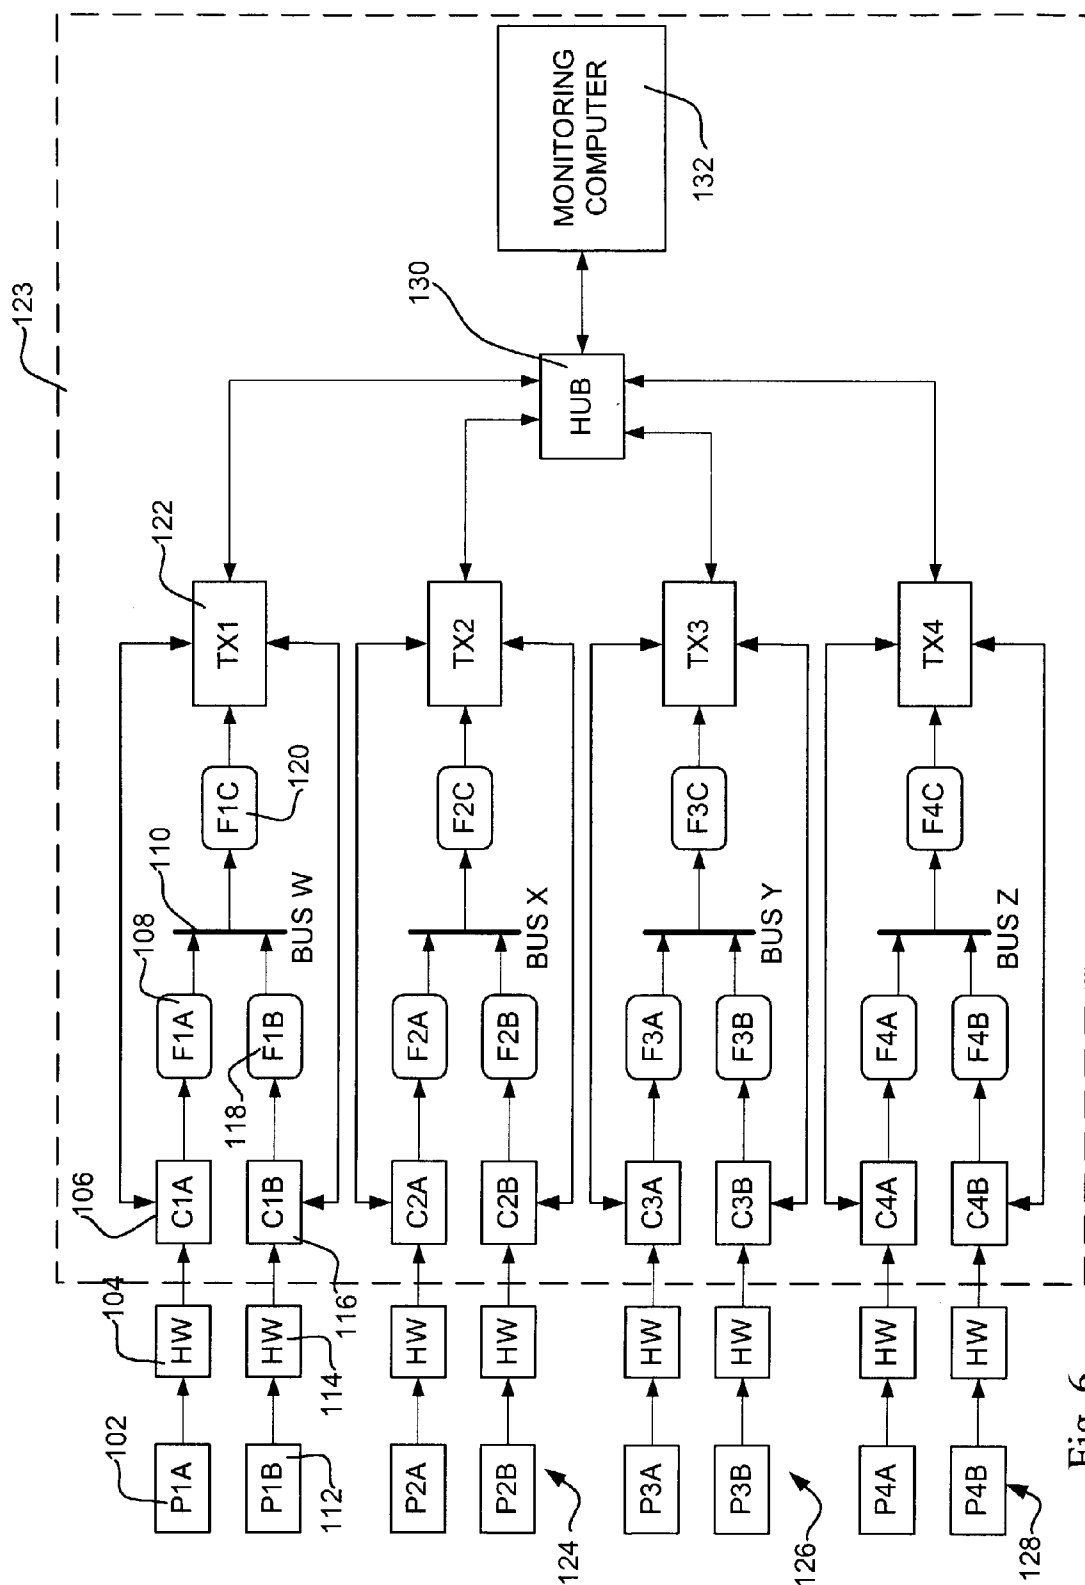 123
MONITORING
COMPUTER
132
130
HUB
122
TX1
TX2
TX3
TX4
F1C
120
F2C
F3C
F4C
110
BUS W
BUS X
BUS Y
BUS Z
108
F1A
F1B
118
F2A
F2B
F3A
F3B
F4A
F4B
106
C1A
C1B
116
C2A
C2B
C3A
C3B
C4A
C4B
104
HW
HW
114
HW
HW
HW
HW
HW
HW
102
P1A
P1B
112
P2A
P2B
124
P3A
P3B
126
P4A
P4B
128
Fig. 6